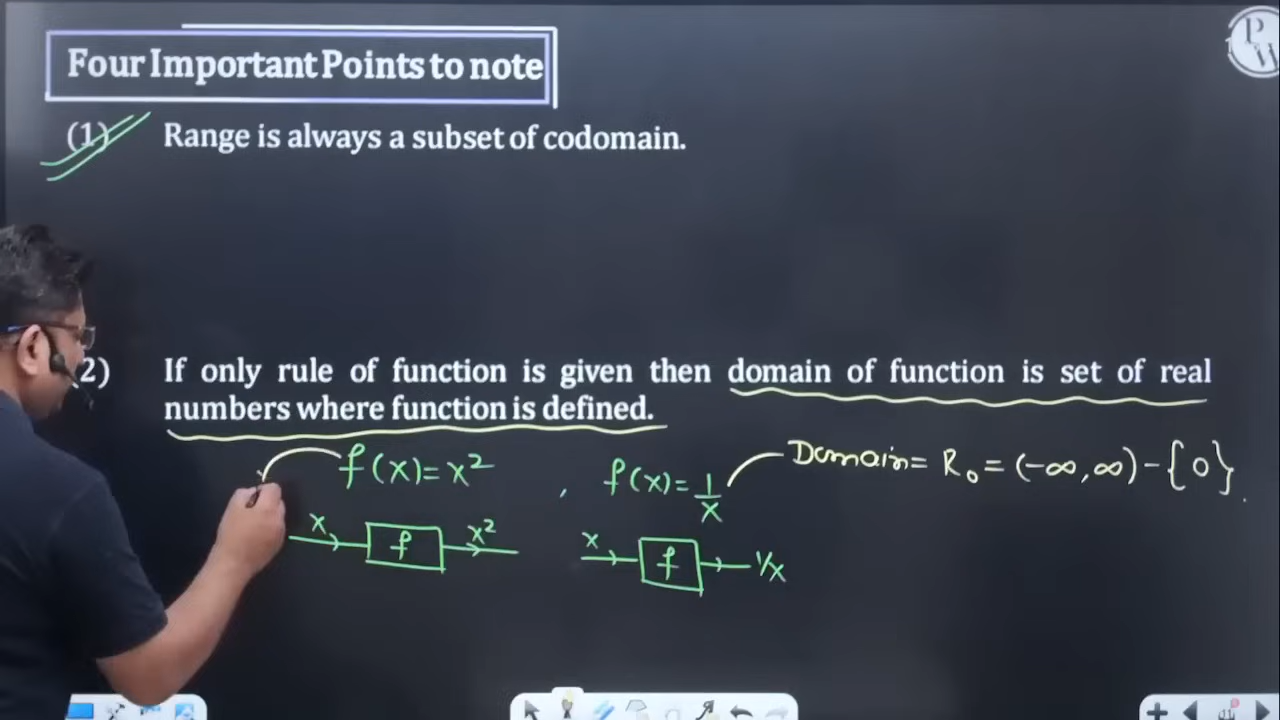 Four Important Points to note
(1) Range is always a subset of codomain.
2) If only rule of function is given then domain of function is set of real
numbers where function is defined.
f(x)=x² , f(x)=1/x Domain= R₀=(-∞,∞)-{0}.
x f x² x f 1/x
PW
11